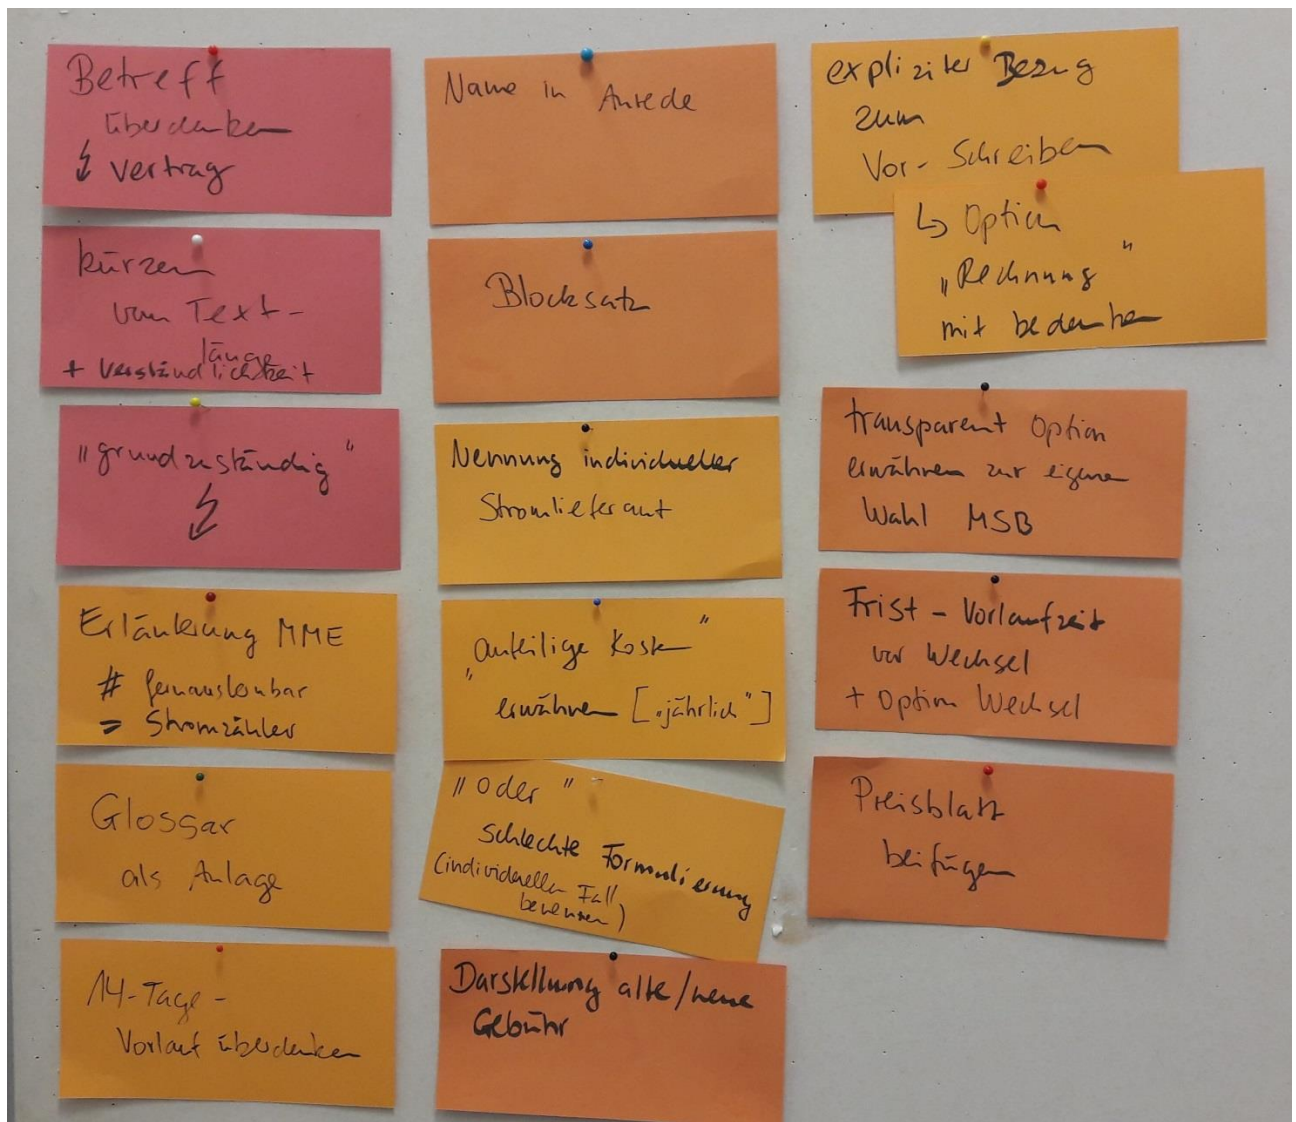 Betreff
überdenken
↯ Vertrag
kürzen
von Text-
länge
+ Verständlichkeit
"grundzuständig"
↯
Erläuterung MME
# fernauslesbar
= Stromzähler
Glossar
als Anlage
14-Tage-
Vorlauf überdenken
Name in Anrede
Blocksatz
Nennung individueller
Stromlieferant
"anteilige Kosten"
erwähnen ["jährlich"]
"oder"
schlechte Formulierung
(individuellen Fall
benennen)
Darstellung alte/neue
Gebühr
expliziter Bezug
zum
Vor-Schreiben
↳ Option
"Rechnung"
mit bedenken
transparent Option
erwähnen zur eigenen
Wahl MSB
Frist - Vorlaufzeit
vor Wechsel
+ Option Wechsel
Preisblatt
beifügen